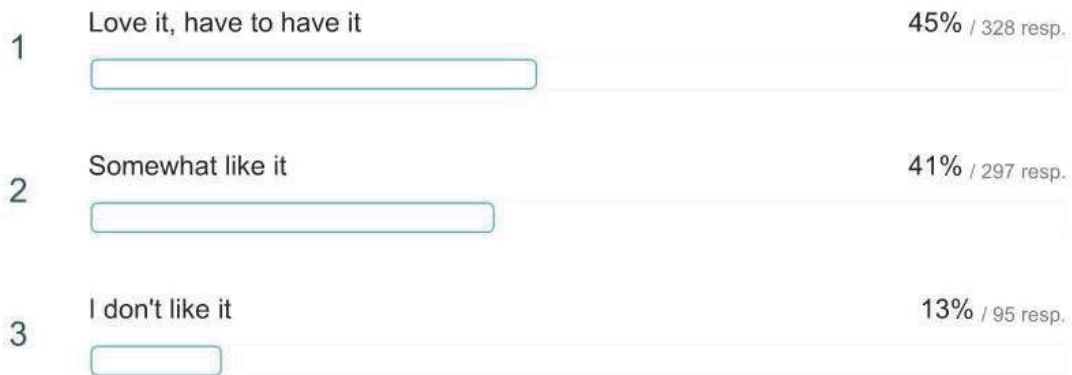 1 Love it, have to have it 45% / 328 resp.
2 Somewhat like it 41% / 297 resp.
3 I don't like it 13% / 95 resp.